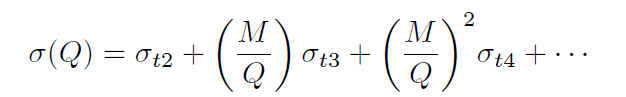 σ(Q) = σ_{t2} + (M/Q) σ_{t3} + (M/Q)^2 σ_{t4} + ⋯